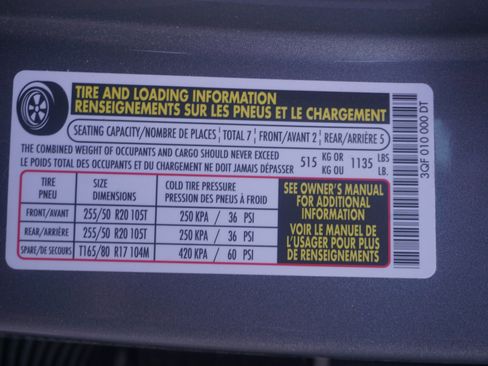 TIRE AND LOADING INFORMATION
RENSEIGNEMENTS SUR LES PNEUS ET LE CHARGEMENT
SEATING CAPACITY/NOMBRE DE PLACES TOTAL 7 FRONT/AVANT 2 REAR/ARRIÈRE 5
THE COMBINED WEIGHT OF OCCUPANTS AND CARGO SHOULD NEVER EXCEED
LE POIDS TOTAL DES OCCUPANTS ET DU CHARGEMENT NE DOIT JAMAIS DÉPASSER
515 KG OR 1135 LBS
KG OU LB.
TIRE SIZE COLD TIRE PRESSURE
PNEU DIMENSIONS PRESSION DES PNEUS À FROID
FRONT/AVANT 255/50 R20 105T 250 KPA / 36 PSI
REAR/ARRIÈRE 255/50 R20 105T 250 KPA / 36 PSI
SPARE/DE SECOURS T165/80 R17 104M 420 KPA / 60 PSI
SEE OWNER'S MANUAL
FOR ADDITIONAL
INFORMATION
VOIR LE MANUEL DE
L'USAGER POUR PLUS
DE RENSEIGNEMENTS
3QF 010 000 DT